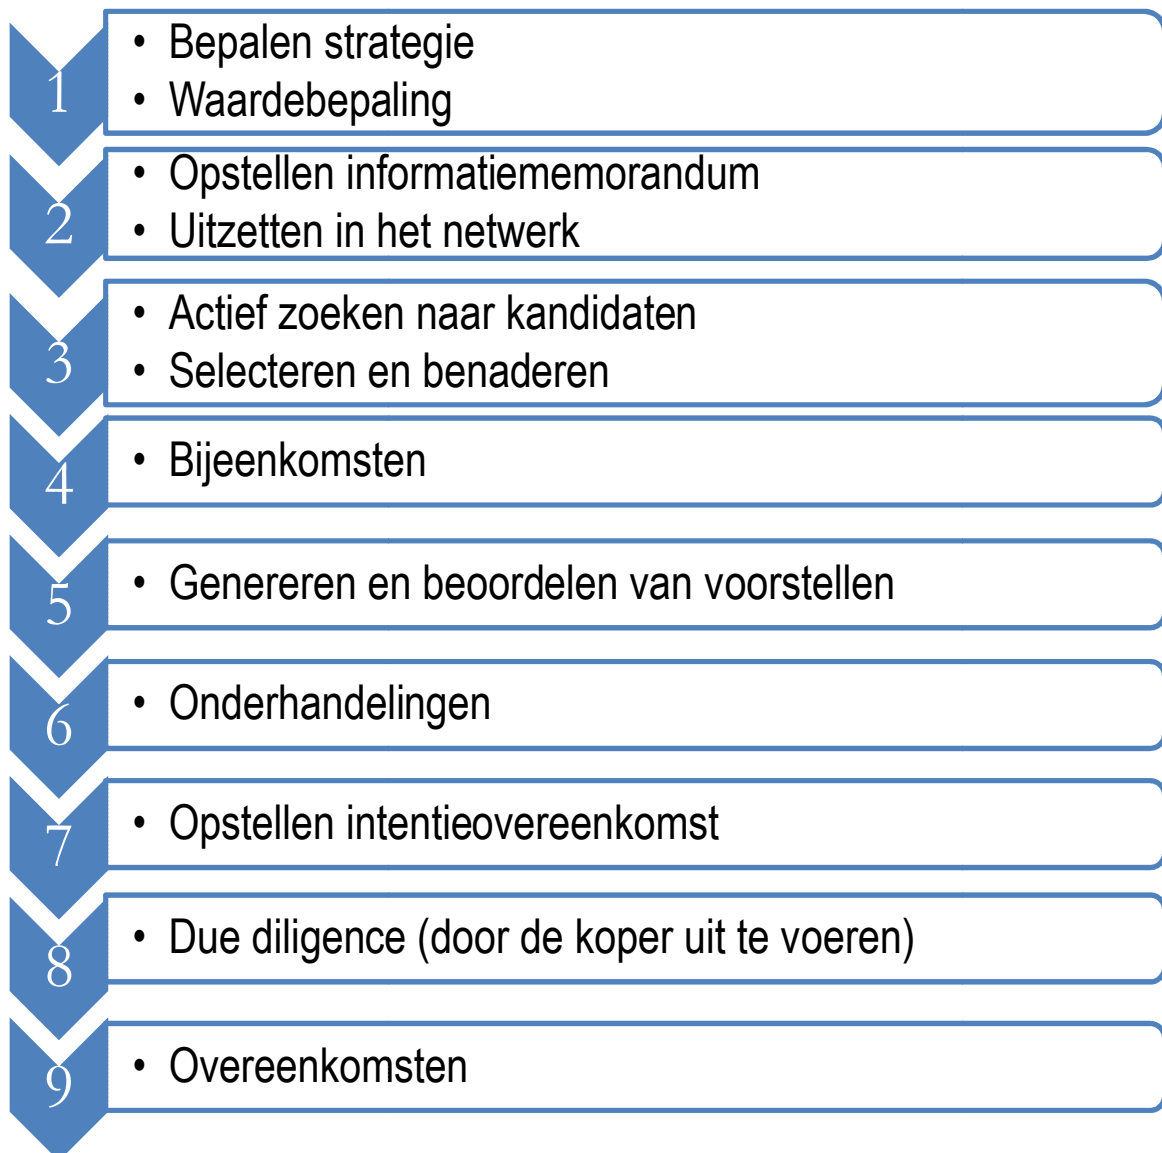 1
• Bepalen strategie
• Waardebepaling
2
• Opstellen informatiememorandum
• Uitzetten in het netwerk
3
• Actief zoeken naar kandidaten
• Selecteren en benaderen
4
• Bijeenkomsten
5
• Genereren en beoordelen van voorstellen
6
• Onderhandelingen
7
• Opstellen intentieovereenkomst
8
• Due diligence (door de koper uit te voeren)
9
• Overeenkomsten